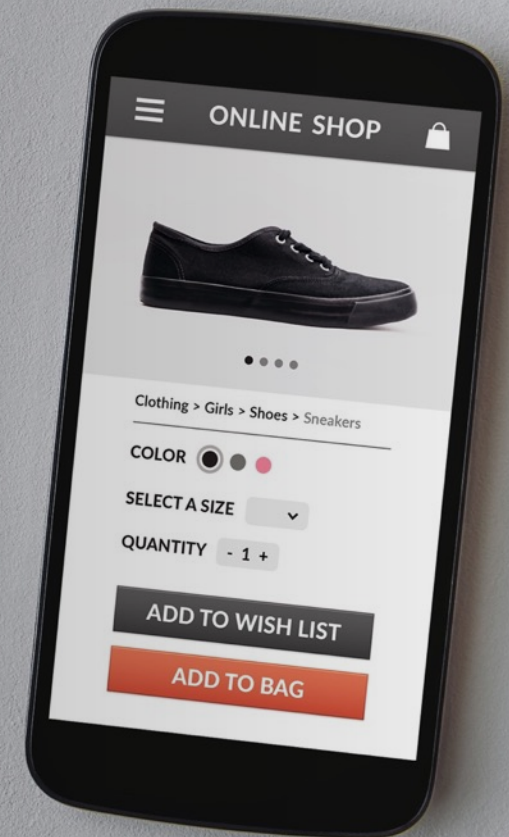 ONLINE SHOP
Clothing > Girls > Shoes > Sneakers
COLOR
SELECT A SIZE
QUANTITY - 1 +
ADD TO WISH LIST
ADD TO BAG